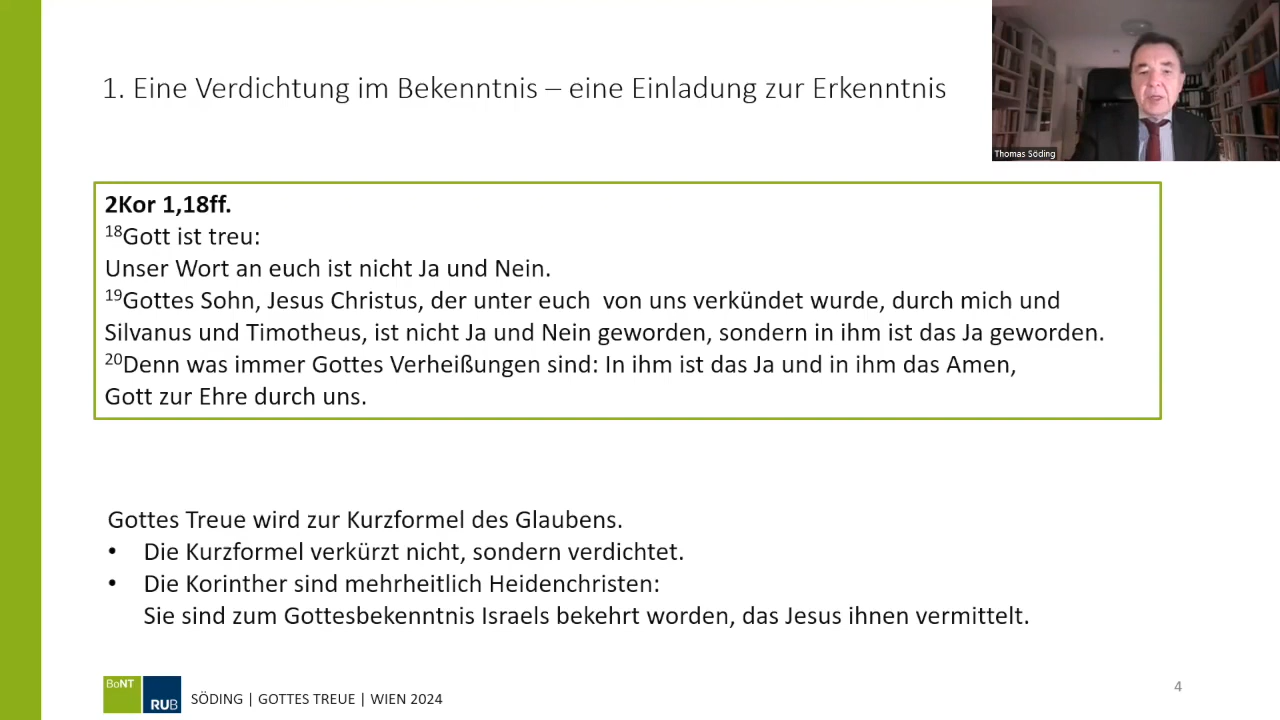 1. Eine Verdichtung im Bekenntnis – eine Einladung zur Erkenntnis
Thomas Söding
2Kor 1,18ff.
18Gott ist treu:
Unser Wort an euch ist nicht Ja und Nein.
19Gottes Sohn, Jesus Christus, der unter euch von uns verkündet wurde, durch mich und
Silvanus und Timotheus, ist nicht Ja und Nein geworden, sondern in ihm ist das Ja geworden.
20Denn was immer Gottes Verheißungen sind: In ihm ist das Ja und in ihm das Amen,
Gott zur Ehre durch uns.
Gottes Treue wird zur Kurzformel des Glaubens.
• Die Kurzformel verkürzt nicht, sondern verdichtet.
• Die Korinther sind mehrheitlich Heidenchristen:
Sie sind zum Gottesbekenntnis Israels bekehrt worden, das Jesus ihnen vermittelt.
BoNT
RUB
SÖDING | GOTTES TREUE | WIEN 2024
4